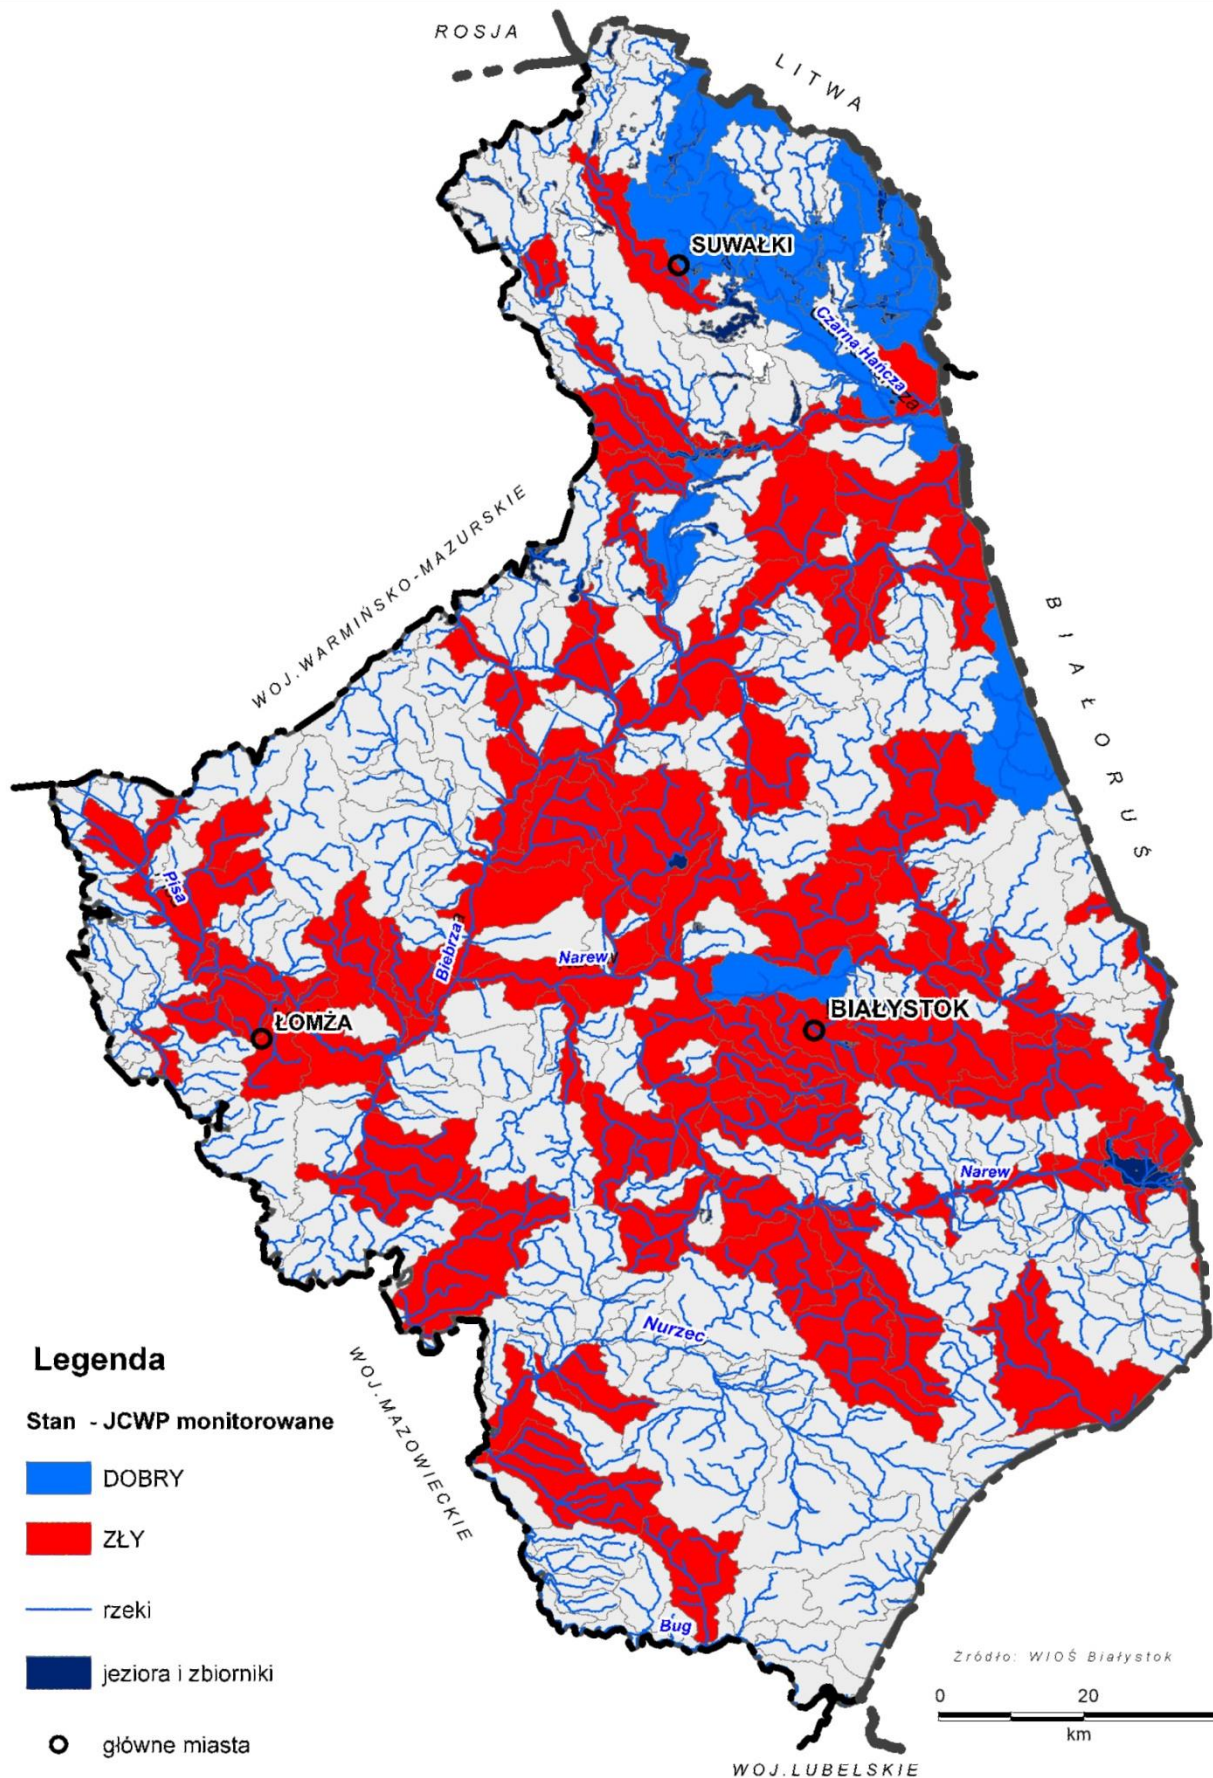 ROSJA
LITWA
SUWAŁKI
Czarna Hańcza
WOJ. WARMIŃSKO-MAZURSKIE
BIAŁORUŚ
Pisa
Biebrza
Narew
BIAŁYSTOK
ŁOMŻA
Narew
Nurzec
Legenda
WOJ. MAZOWIECKIE
Stan - JCWP monitorowane
DOBRY
ZŁY
rzeki
Bug
jeziora i zbiorniki
Źródło: WIOŚ Białystok
0 20
km
główne miasta
WOJ. LUBELSKIE